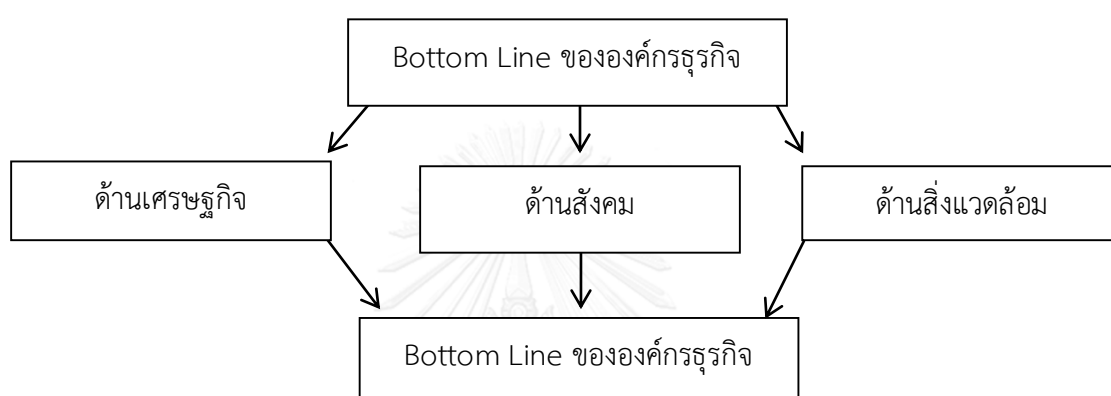 Bottom Line ขององค์กรธุรกิจ
ด้านเศรษฐกิจ
ด้านสังคม
ด้านสิ่งแวดล้อม
Bottom Line ขององค์กรธุรกิจ